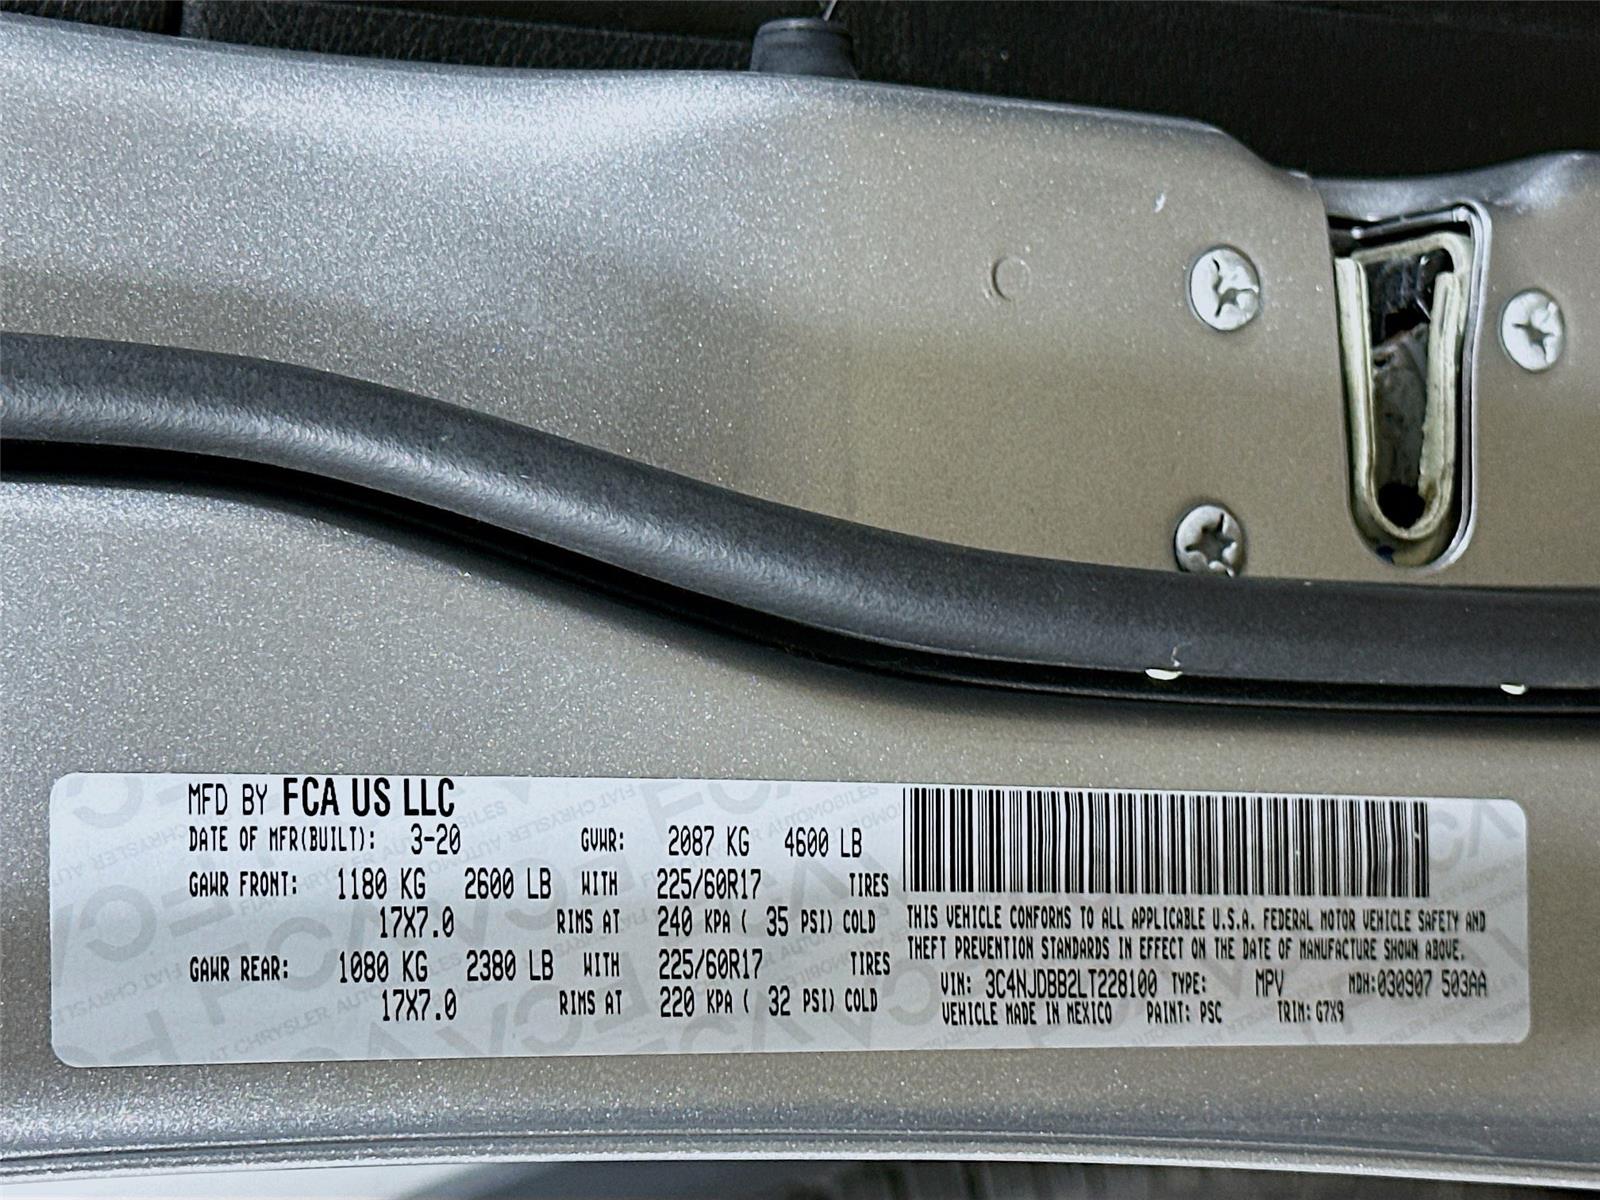 MFD BY FCA US LLC
DATE OF MFR(BUILT): 3-20 GVWR: 2087 KG 4600 LB
GAWR FRONT: 1180 KG 2600 LB WITH 225/60R17 TIRES
17X7.0 RIMS AT 240 KPA ( 35 PSI) COLD
GAWR REAR: 1080 KG 2380 LB WITH 225/60R17 TIRES
17X7.0 RIMS AT 220 KPA ( 32 PSI) COLD
THIS VEHICLE CONFORMS TO ALL APPLICABLE U.S.A. FEDERAL MOTOR VEHICLE SAFETY AND
THEFT PREVENTION STANDARDS IN EFFECT ON THE DATE OF MANUFACTURE SHOWN ABOVE.
VIN: 3C4NJDBB2LT228100 TYPE: MPV MDH:030907 503AA
VEHICLE MADE IN MEXICO PAINT: PSC TRIM: G7X9